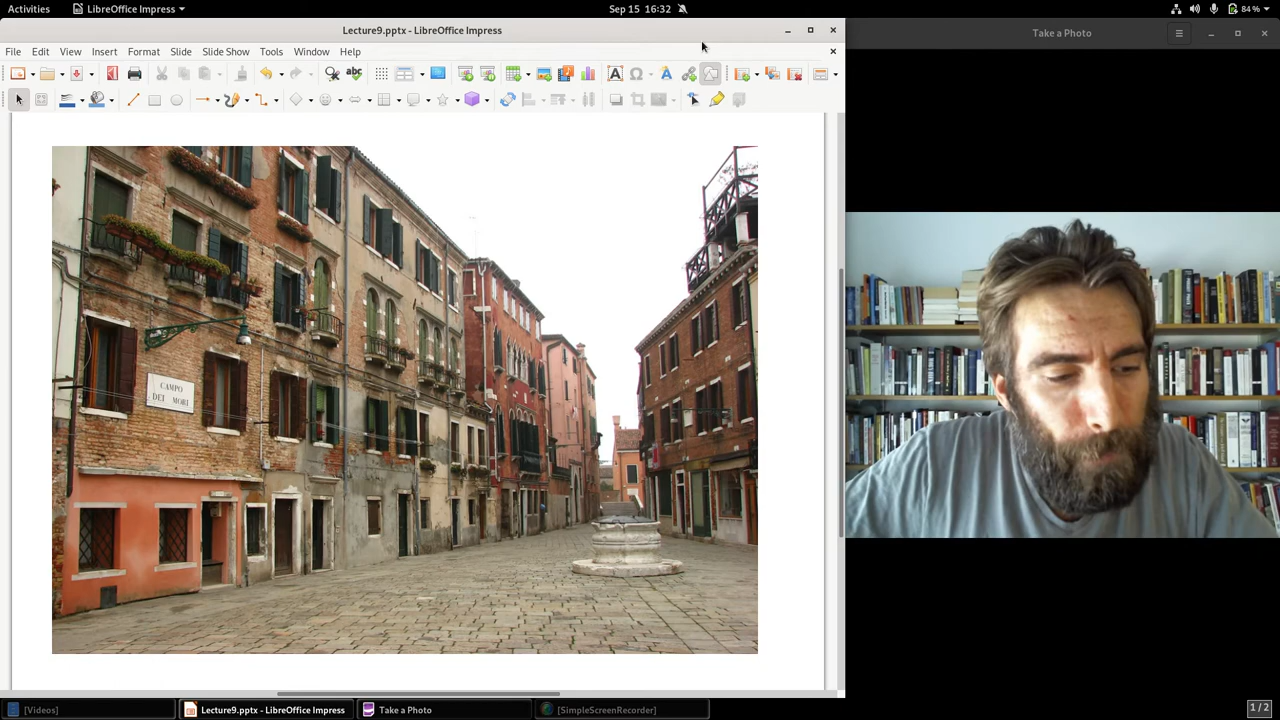 Activities
LibreOffice Impress
Sep 15 16:32
84 %
Lecture9.pptx - LibreOffice Impress
Take a Photo
File Edit View Insert Format Slide Slide Show Tools Window Help
CAMPO
DEI MORI
[Videos]
Lecture9.pptx - LibreOffice Impress
Take a Photo
[SimpleScreenRecorder]
1 / 2